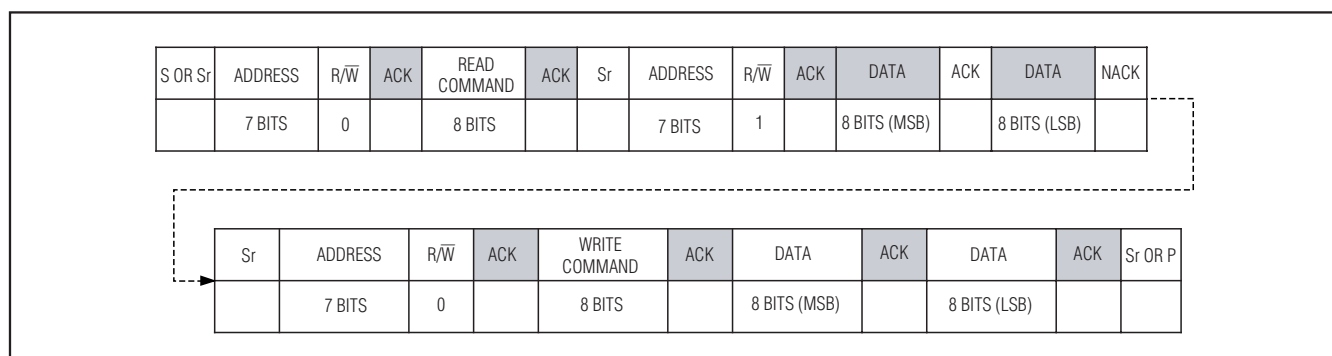 S OR Sr ADDRESS R/W̅ ACK READ COMMAND ACK Sr ADDRESS R/W̅ ACK DATA ACK DATA NACK
7 BITS 0 8 BITS 7 BITS 1 8 BITS (MSB) 8 BITS (LSB)
Sr ADDRESS R/W̅ ACK WRITE COMMAND ACK DATA ACK DATA ACK Sr OR P
7 BITS 0 8 BITS 8 BITS (MSB) 8 BITS (LSB)